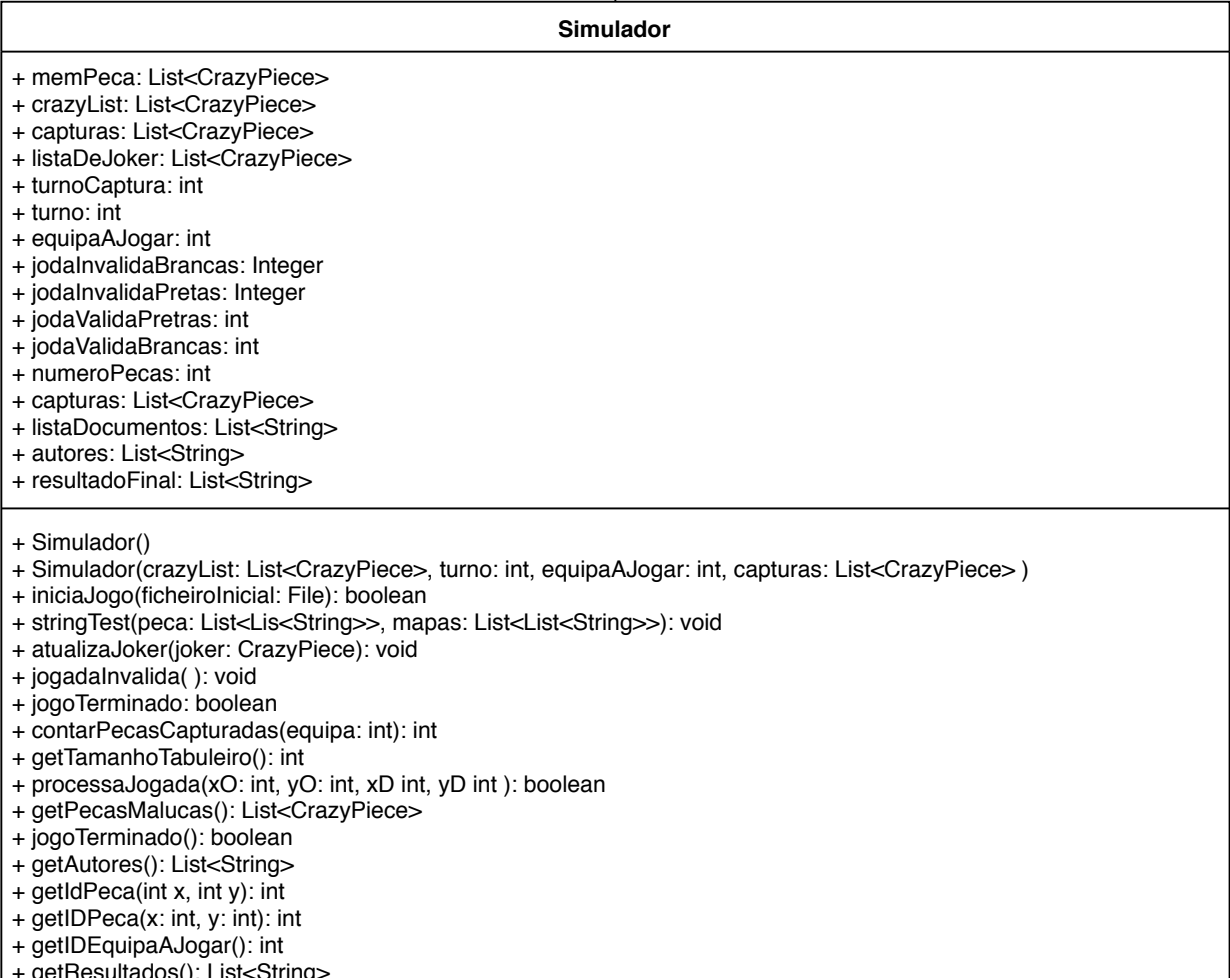 Simulador
+ memPeca: List<CrazyPiece>
+ crazyList: List<CrazyPiece>
+ capturas: List<CrazyPiece>
+ listaDeJoker: List<CrazyPiece>
+ turnoCaptura: int
+ turno: int
+ equipaAJogar: int
+ jodaInvalidaBrancas: Integer
+ jodaInvalidaPretas: Integer
+ jodaValidaPretras: int
+ jodaValidaBrancas: int
+ numeroPecas: int
+ capturas: List<CrazyPiece>
+ listaDocumentos: List<String>
+ autores: List<String>
+ resultadoFinal: List<String>
+ Simulador()
+ Simulador(crazyList: List<CrazyPiece>, turno: int, equipaAJogar: int, capturas: List<CrazyPiece> )
+ iniciaJogo(ficheiroInicial: File): boolean
+ stringTest(peca: List<Lis<String>>, mapas: List<List<String>>): void
+ atualizaJoker(joker: CrazyPiece): void
+ jogadaInvalida( ): void
+ jogoTerminado: boolean
+ contarPecasCapturadas(equipa: int): int
+ getTamanhoTabuleiro(): int
+ processaJogada(xO: int, yO: int, xD int, yD int ): boolean
+ getPecasMalucas(): List<CrazyPiece>
+ jogoTerminado(): boolean
+ getAutores(): List<String>
+ getIdPeca(int x, int y): int
+ getIDPeca(x: int, y: int): int
+ getIDEquipaAJogar(): int
+ getResultados(): List<String>